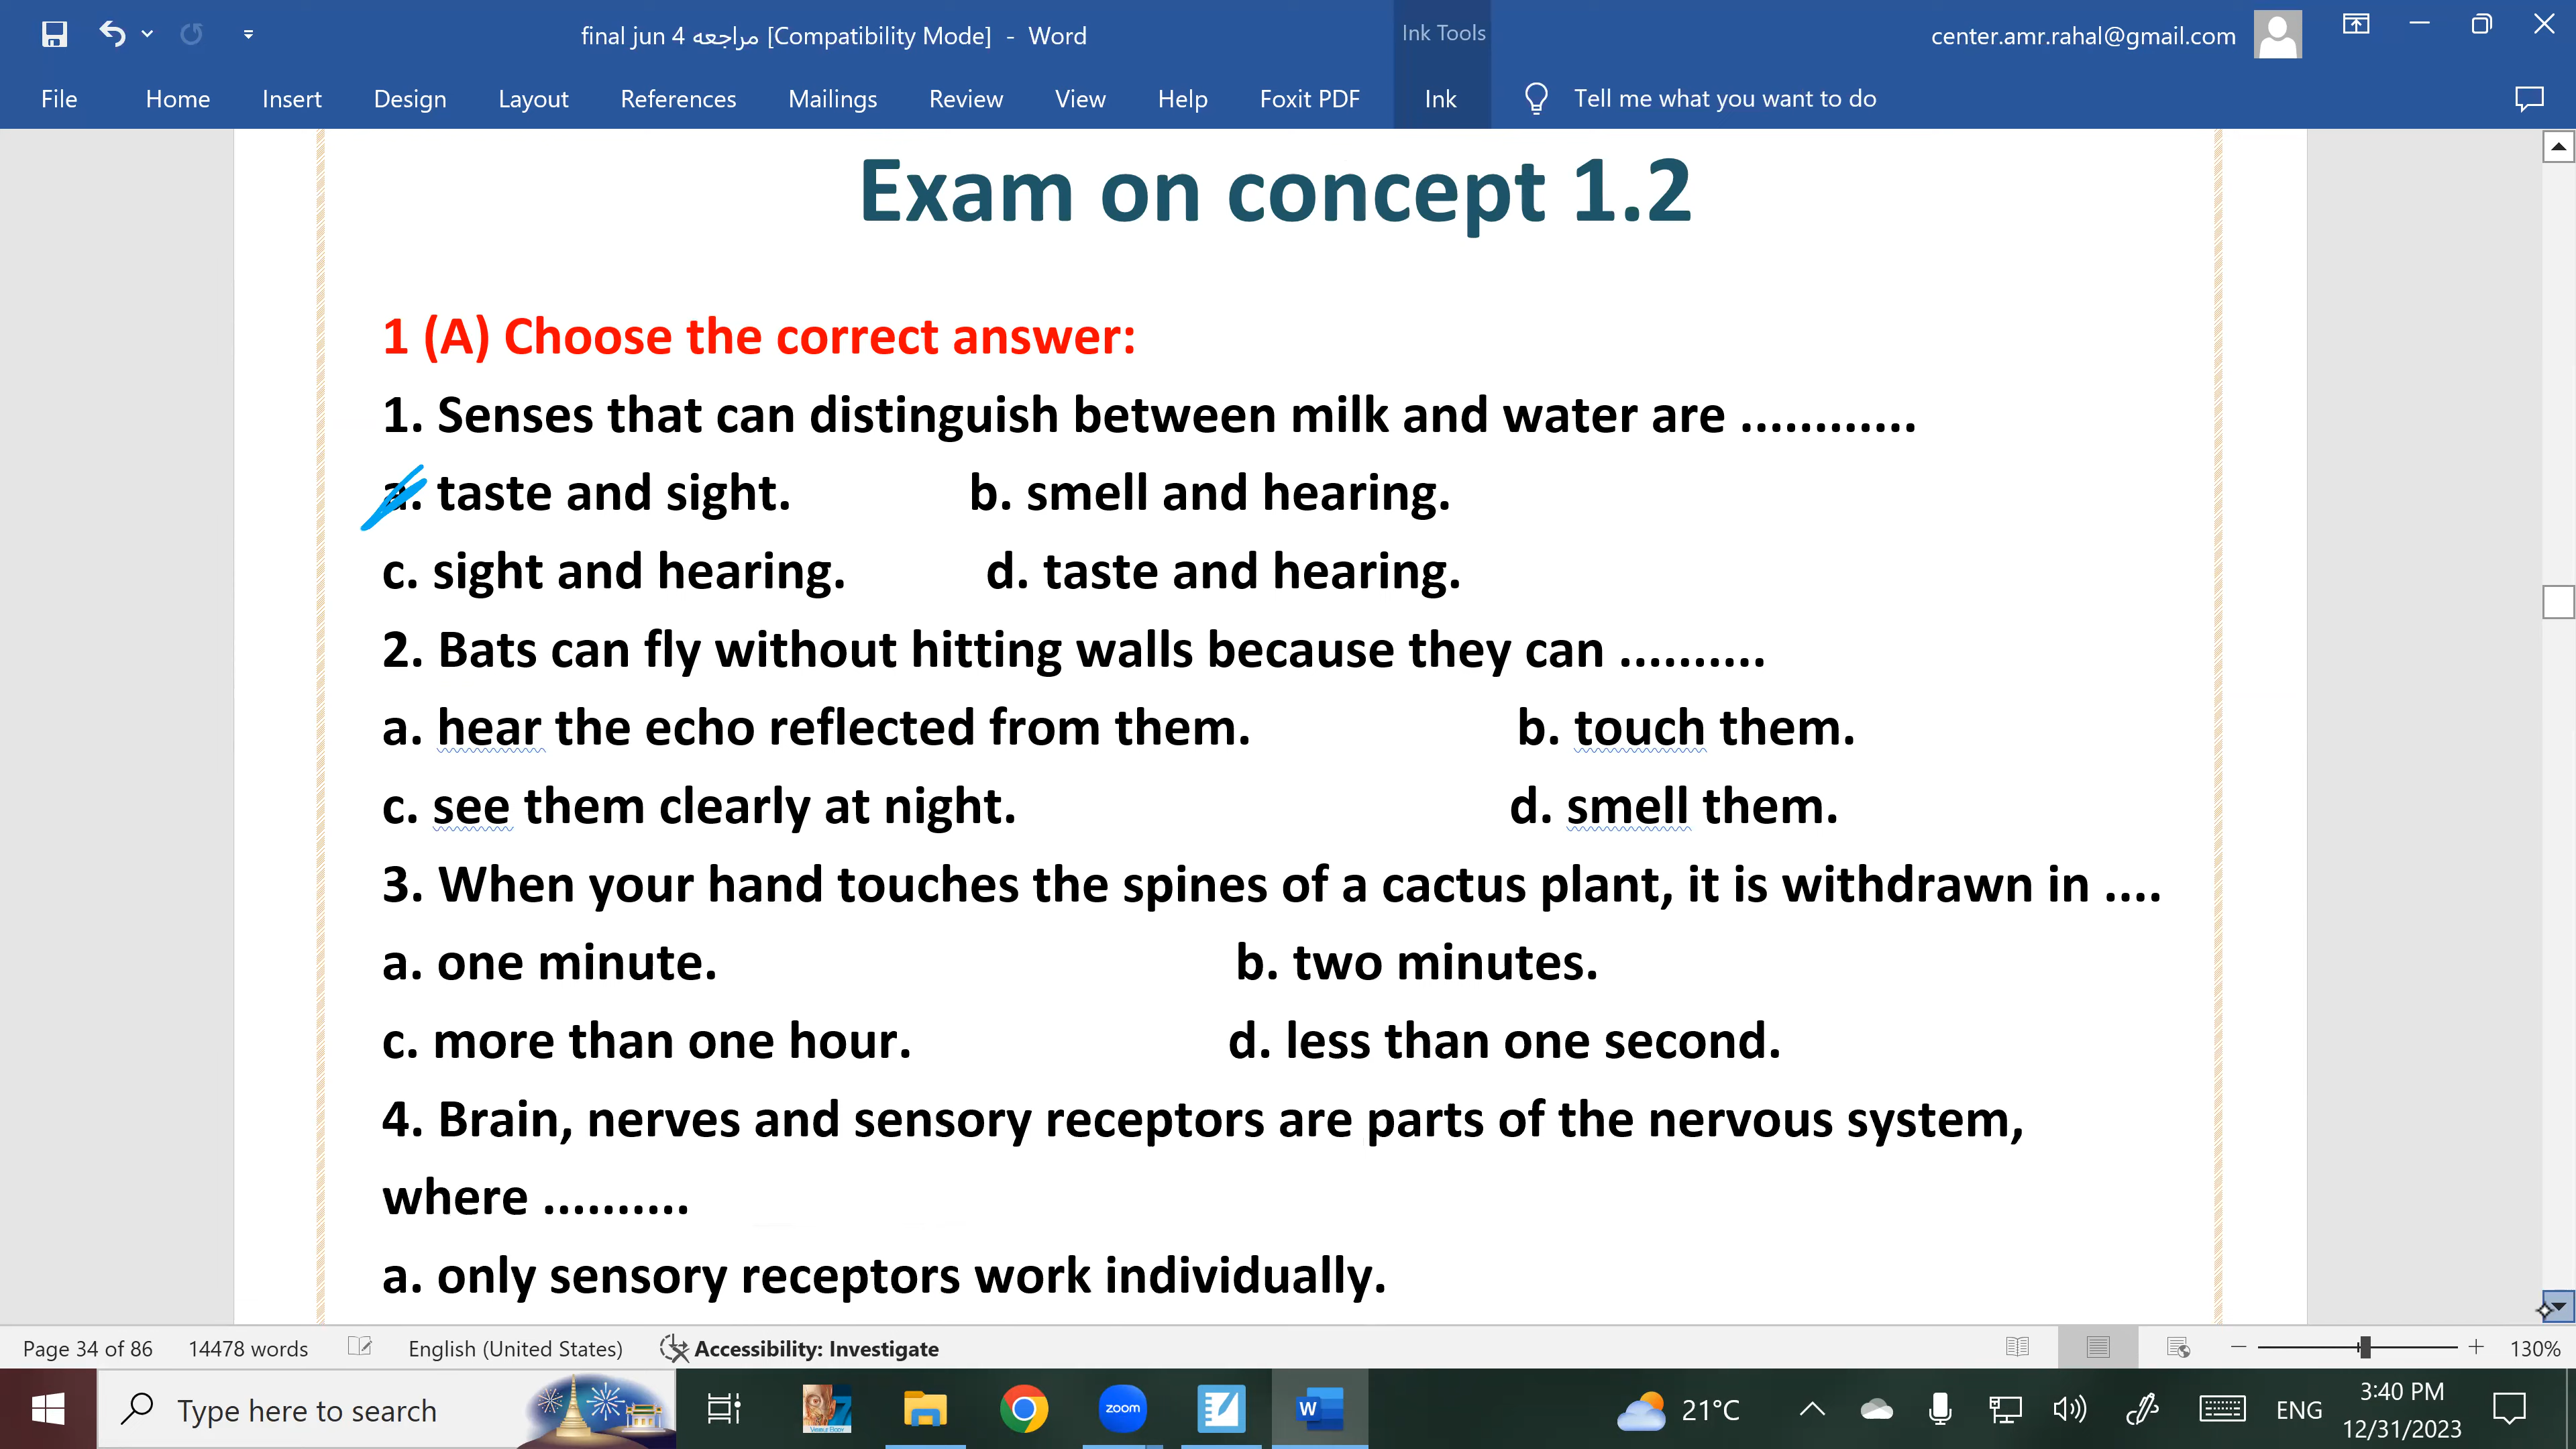 final jun 4 مراجعه [Compatibility Mode] - Word
Ink Tools
center.amr.rahal@gmail.com
File Home Insert Design Layout References Mailings Review View Help Foxit PDF Ink Tell me what you want to do
Exam on concept 1.2
1 (A) Choose the correct answer:
1. Senses that can distinguish between milk and water are ............
a. taste and sight. b. smell and hearing.
c. sight and hearing. d. taste and hearing.
2. Bats can fly without hitting walls because they can ..........
a. hear the echo reflected from them. b. touch them.
c. see them clearly at night. d. smell them.
3. When your hand touches the spines of a cactus plant, it is withdrawn in ....
a. one minute. b. two minutes.
c. more than one hour. d. less than one second.
4. Brain, nerves and sensory receptors are parts of the nervous system,
where ..........
a. only sensory receptors work individually.
Page 34 of 86 14478 words English (United States) Accessibility: Investigate 130%
Type here to search zoom W 21°C ENG 3:40 PM
12/31/2023